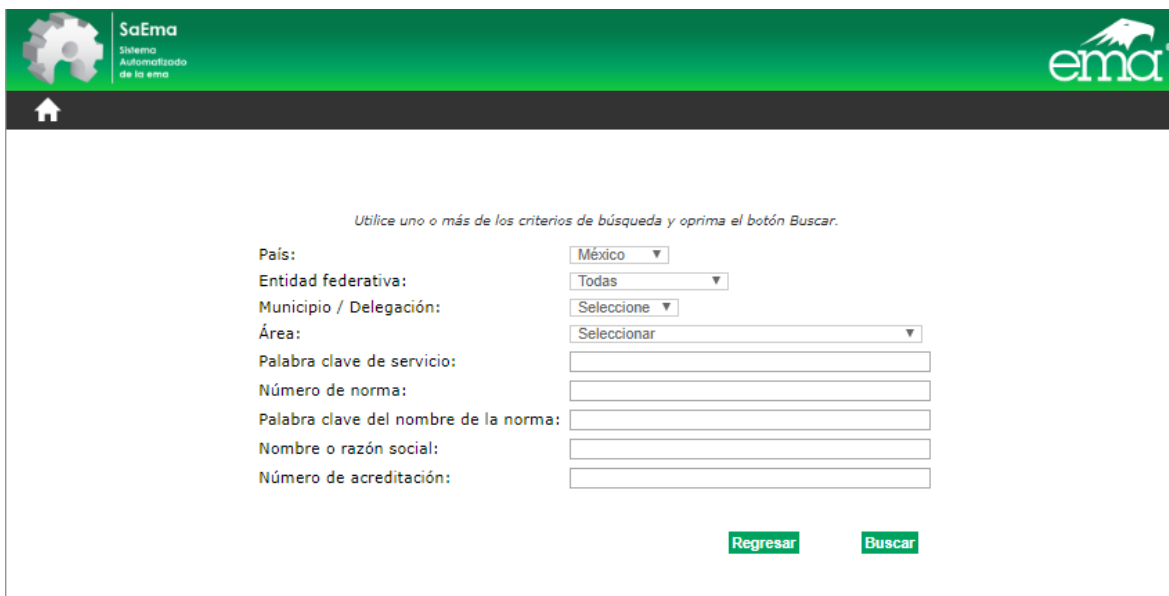 SaEma
Sistema
Automatizado
de la ema
ema
Utilice uno o más de los criterios de búsqueda y oprima el botón Buscar.
País: México
Entidad federativa: Todas
Municipio / Delegación: Seleccione
Área: Seleccionar
Palabra clave de servicio:
Número de norma:
Palabra clave del nombre de la norma:
Nombre o razón social:
Número de acreditación:
Regresar Buscar